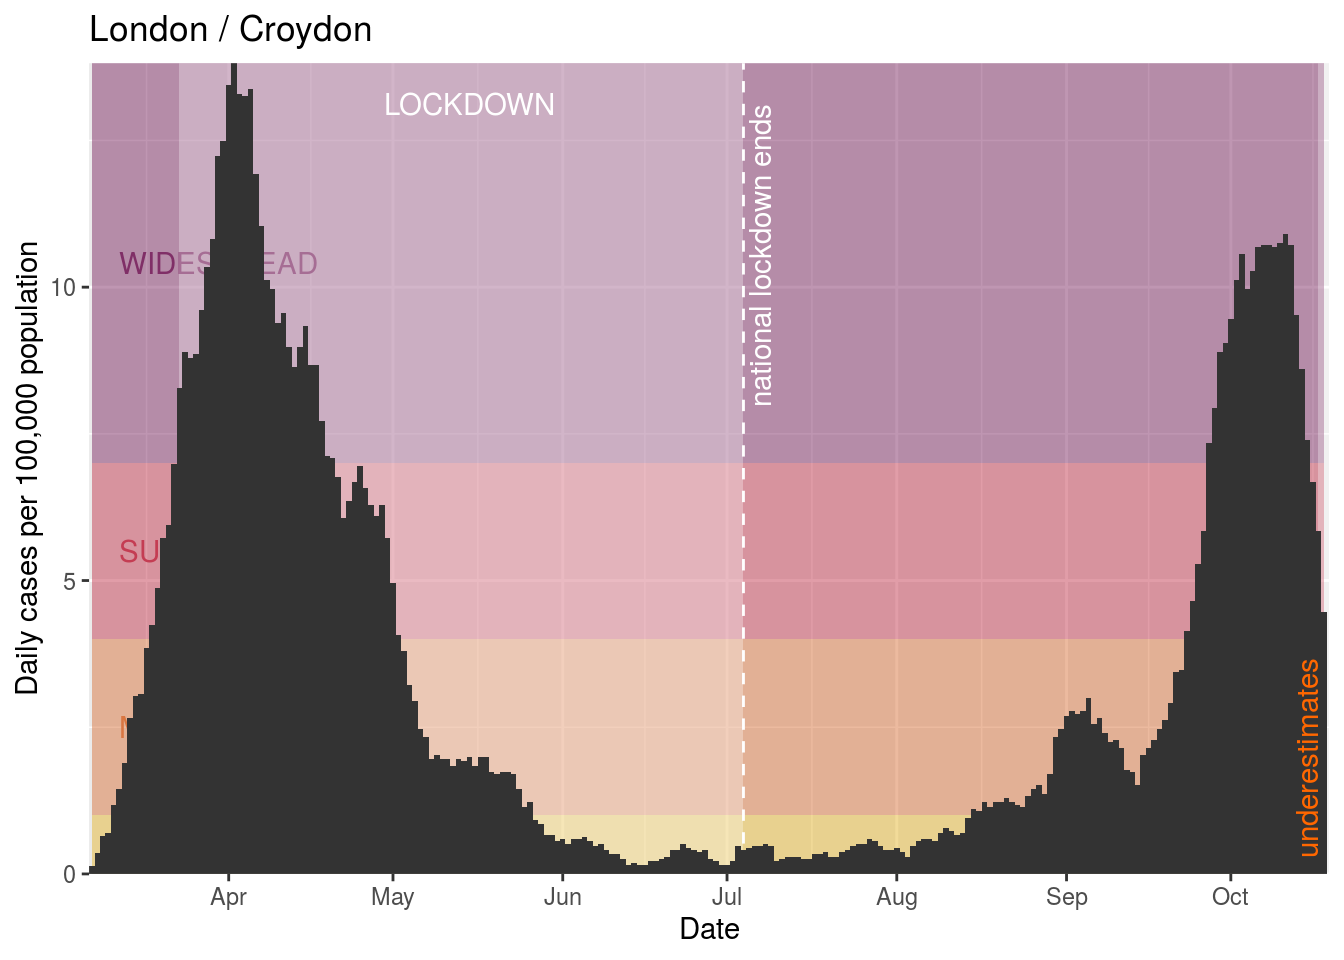 London / Croydon
LOCKDOWN
national lockdown ends
10
5
0
Daily cases per 100,000 population
underestimates
Apr May Jun Jul Aug Sep Oct
Date